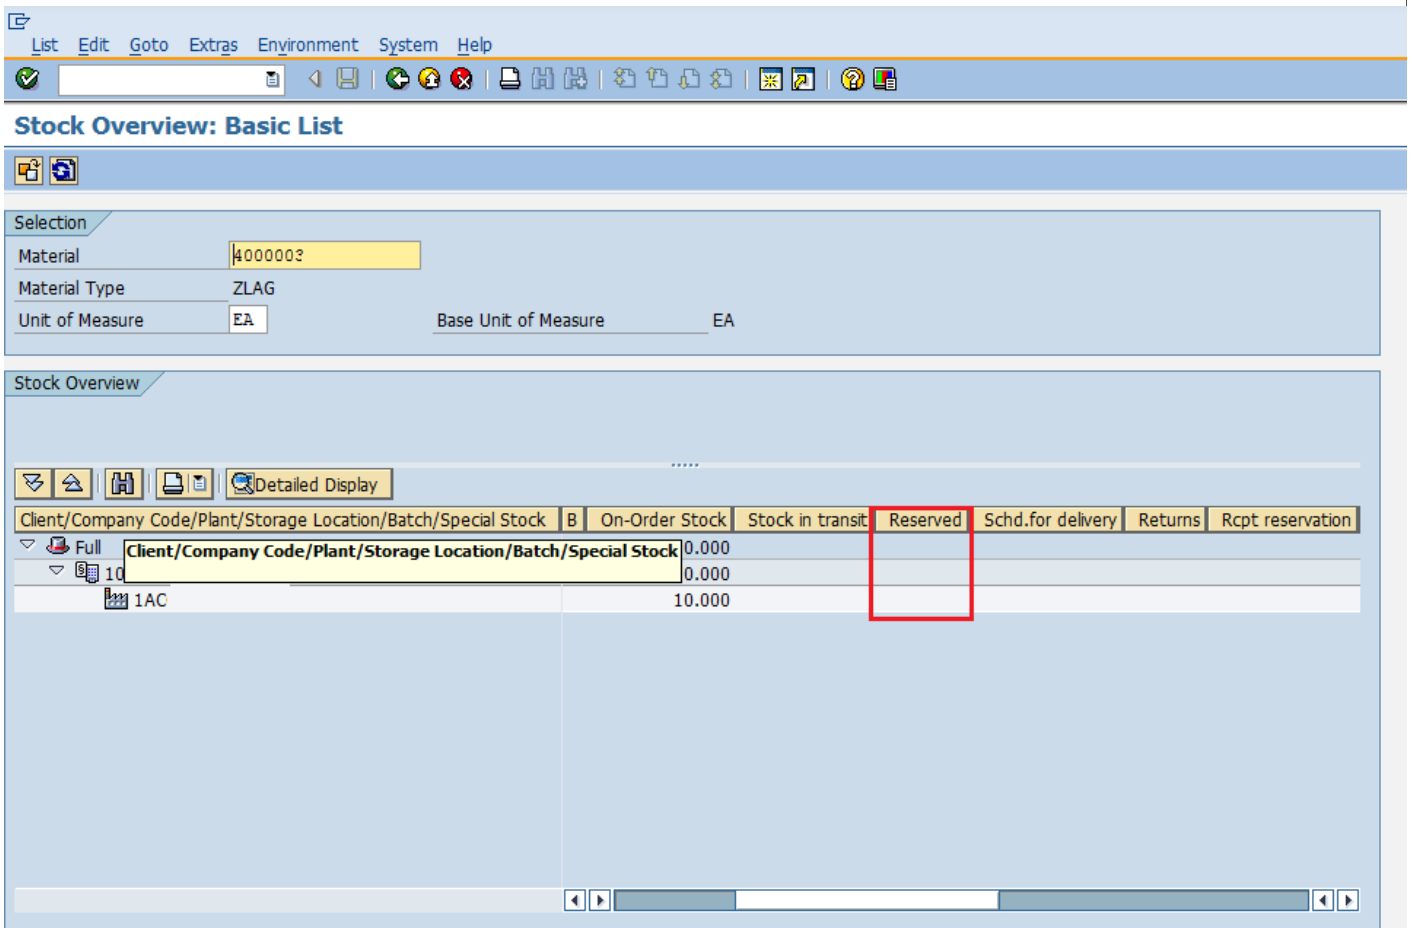 List Edit Goto Extras Environment System Help
Stock Overview: Basic List
Selection
Material 4000003
Material Type ZLAG
Unit of Measure EA Base Unit of Measure EA
Stock Overview
Detailed Display
Client/Company Code/Plant/Storage Location/Batch/Special Stock B On-Order Stock Stock in transit Reserved Schd.for delivery Returns Rcpt reservation
Full Client/Company Code/Plant/Storage Location/Batch/Special Stock 0.000
10 0.000
1AC 10.000